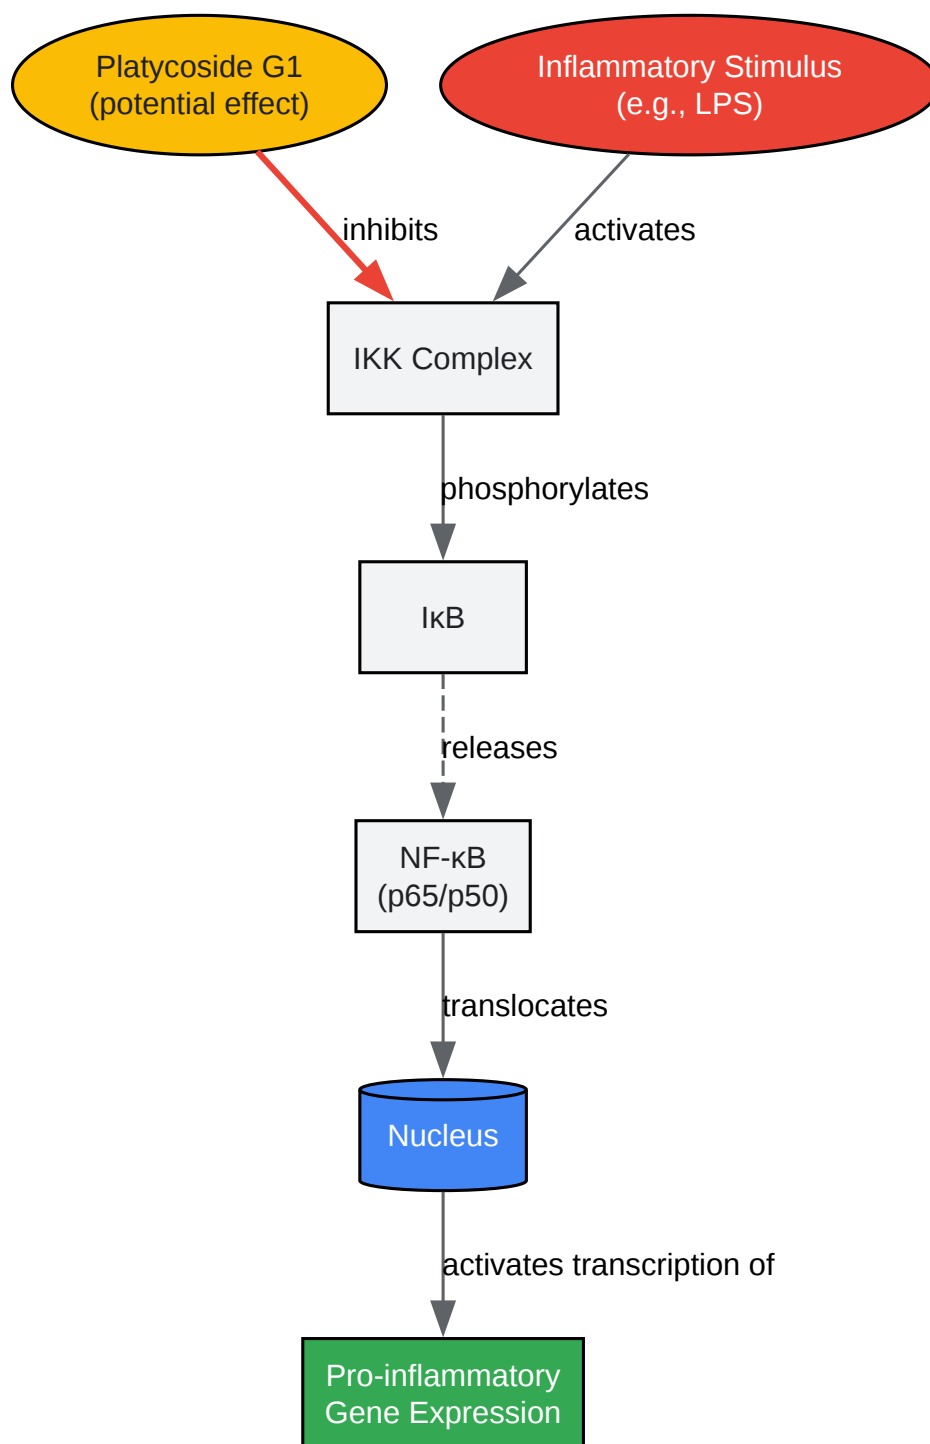 Platycoside G1
(potential effect)
Inflammatory Stimulus
(e.g., LPS)
inhibits
activates
IKK Complex
phosphorylates
IκB
releases
NF-κB
(p65/p50)
translocates
Nucleus
activates transcription of
Pro-inflammatory
Gene Expression